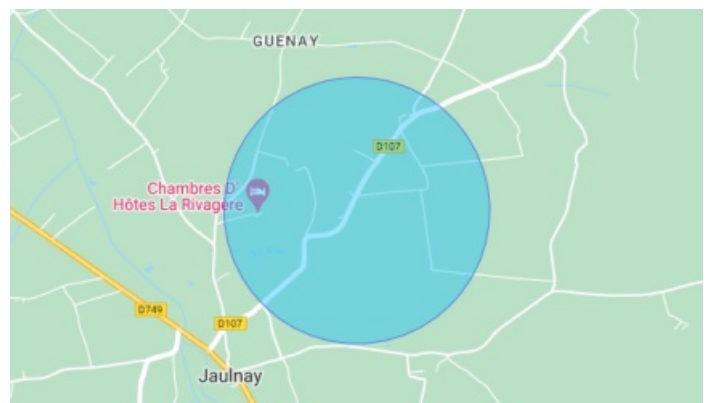 GUENAY
D107
Chambres D'
Hôtes La Rivagère
D749
D107
Jaulnay